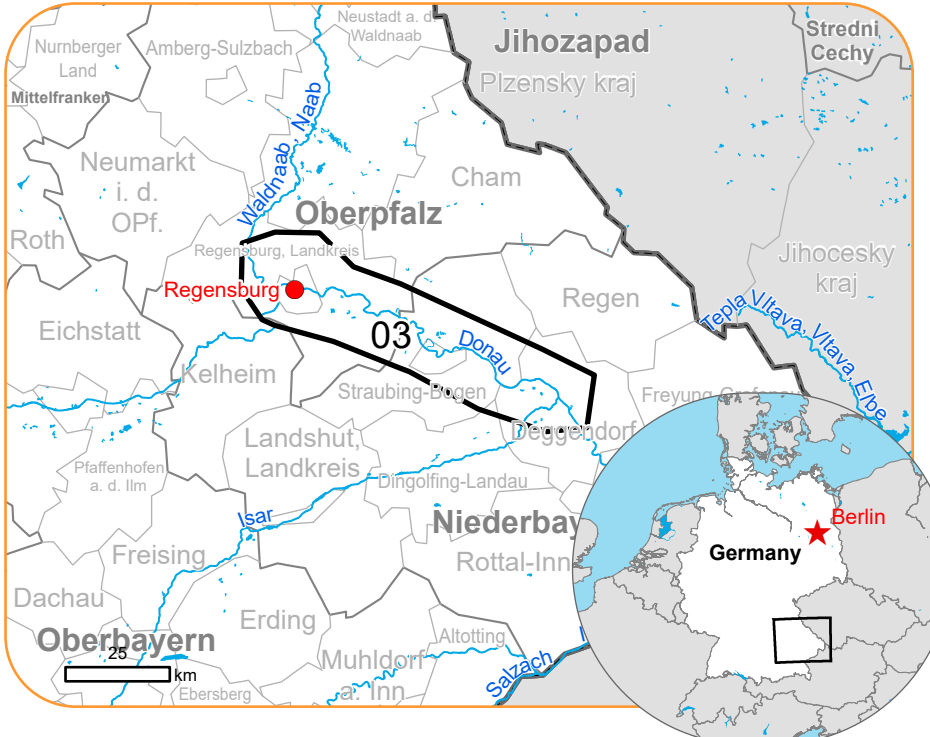 Neustadt a. d.
Waldnaab
Stredni
Cechy
Jihozapad
Plzensky kraj
Nurnberger
Land
Amberg-Sulzbach
Mittelfranken
Waldnaab, Naab
Neumarkt
i. d.
OPf.
Cham
Oberpfalz
Roth
Regensburg, Landkreis
Jihocesky
kraj
Regensburg
Regen
Eichstatt
03
Donau
Tepla Vltava, Vltava, Elbe
Kelheim
Straubing-Bogen
Freyung-Graf
Deggendorf
Landshut,
Landkreis
Pfaffenhofen
a. d. Ilm
Dingolfing-Landau
Isar
Niederbay
Berlin
Freising
Rottal-Inn
Germany
Dachau
Erding
Oberbayern
Altotting
25
km
Muhldorf
a. Inn
Salzach
Ebersberg